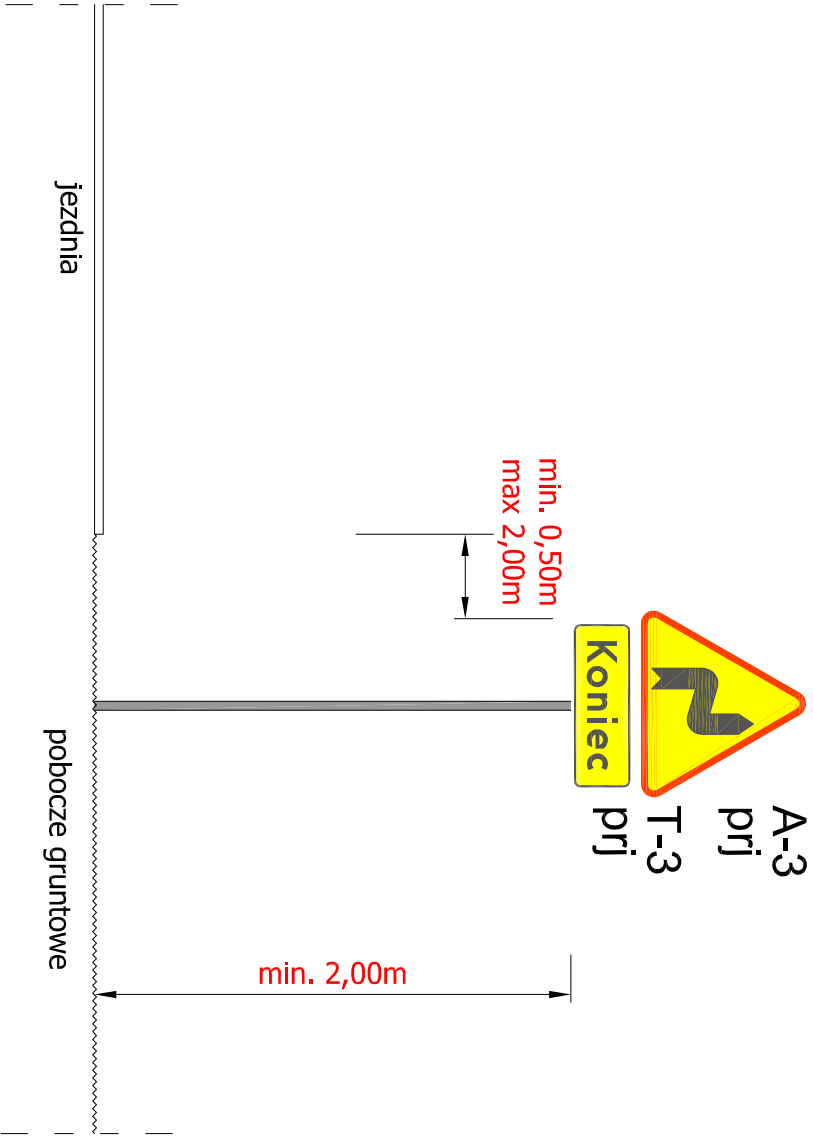 A-3
prj
T-3
prj
Koniec
min. 0,50m
max 2,00m
min. 2,00m
jezdnia
pobocze gruntowe